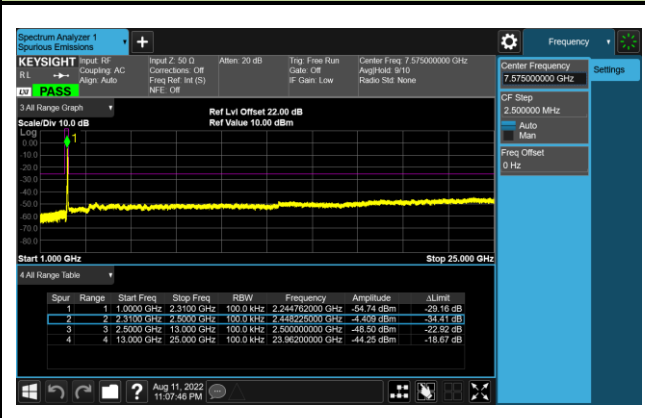 Spectrum Analyzer 1
Spurious Emissions
Frequency
KEYSIGHT Input: RF Input Z: 50 Ω Atten: 20 dB Trig: Free Run Center Freq: 7.575000000 GHz
RL Coupling: AC Corrections: Off Gate: Off Avg|Hold: 9/10
Align: Auto Freq Ref: Int (S) IF Gain: Low Radio Std: None
LXI PASS NFE: Off
Center Frequency
7.575000000 GHz
Settings
CF Step
2.500000 MHz
Auto
Man
Freq Offset
0 Hz
3 All Range Graph
Ref Lvl Offset 22.00 dB
Scale/Div 10.0 dB Ref Value 10.00 dBm
Log
1
0.00
-10.0
-20.0
-30.0
-40.0
-50.0
-60.0
-70.0
-80.0
Start 1.000 GHz Stop 25.000 GHz
4 All Range Table
Spur Range Start Freq Stop Freq RBW Frequency Amplitude ΔLimit
1 1 1.0000 GHz 2.3100 GHz 100.0 kHz 2.244762000 GHz -54.74 dBm -29.16 dB
2 2 2.3100 GHz 2.5000 GHz 100.0 kHz 2.448225000 GHz -4.409 dBm -34.41 dB
3 3 2.5000 GHz 13.000 GHz 100.0 kHz 2.500000000 GHz -48.50 dBm -22.92 dB
4 4 13.000 GHz 25.000 GHz 100.0 kHz 23.96200000 GHz -44.25 dBm -18.67 dB
Aug 11, 2022
11:07:46 PM